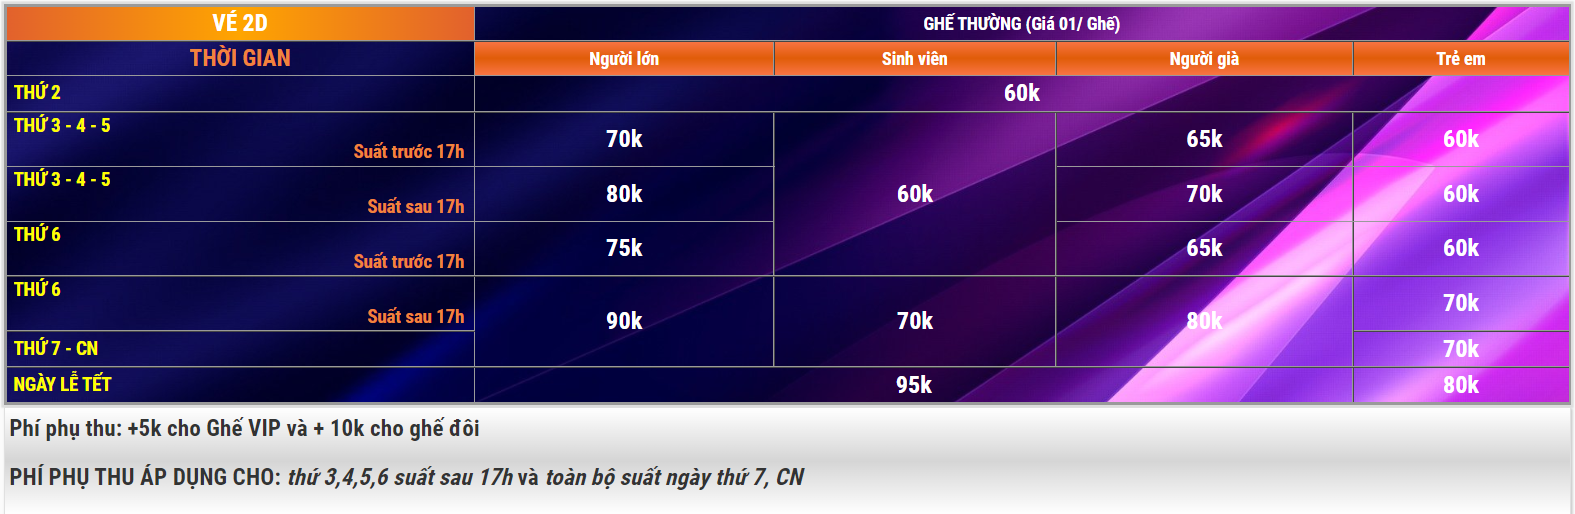 VÉ 2D
GHẾ THƯỜNG (Giá 01/ Ghế)
THỜI GIAN
Người lớn
Sinh viên
Người già
Trẻ em
THỨ 2
60k
THỨ 3 - 4 - 5
Suất trước 17h
70k
65k
60k
THỨ 3 - 4 - 5
Suất sau 17h
80k
60k
70k
60k
THỨ 6
Suất trước 17h
75k
65k
60k
THỨ 6
Suất sau 17h
90k
70k
80k
70k
THỨ 7 - CN
70k
NGÀY LỄ TẾT
95k
80k
Phí phụ thu: +5k cho Ghế VIP và + 10k cho ghế đôi
PHÍ PHỤ THU ÁP DỤNG CHO: thứ 3,4,5,6 suất sau 17h và toàn bộ suất ngày thứ 7, CN